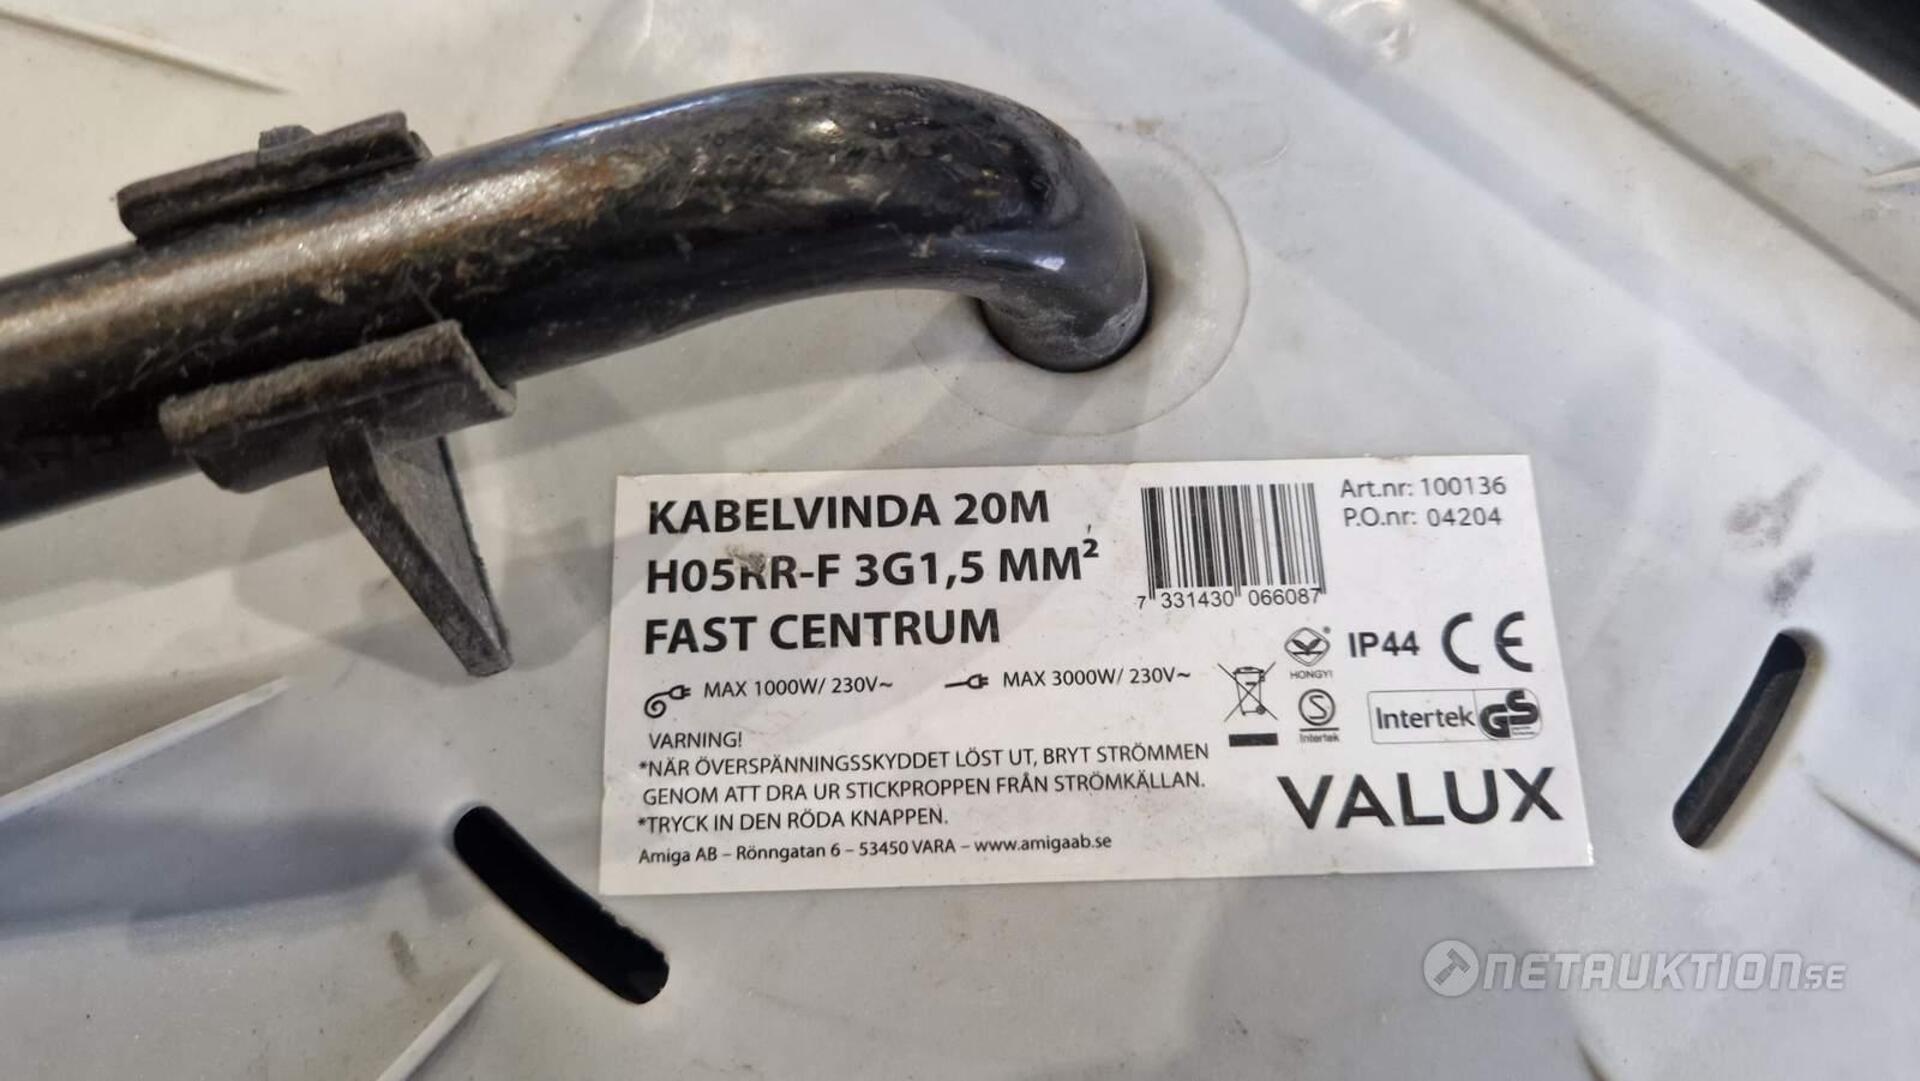 KABELVINDA 20M
H05RR-F 3G1,5 MM²
FAST CENTRUM
MAX 1000W/ 230V~ MAX 3000W/ 230V~
VARNING!
*NÄR ÖVERSPÄNNINGSSKYDDET LÖST UT, BRYT STRÖMMEN
GENOM ATT DRA UR STICKPROPPEN FRÅN STRÖMKÄLLAN.
*TRYCK IN DEN RÖDA KNAPPEN.
Amiga AB – Rönngatan 6 – 53450 VARA – www.amigaab.se
7 331430 066087
Art.nr: 100136
P.O.nr: 04204
HONGYI
IP44 CE
S
Intertek
Intertek GS
VALUX
NETAUKTION.SE